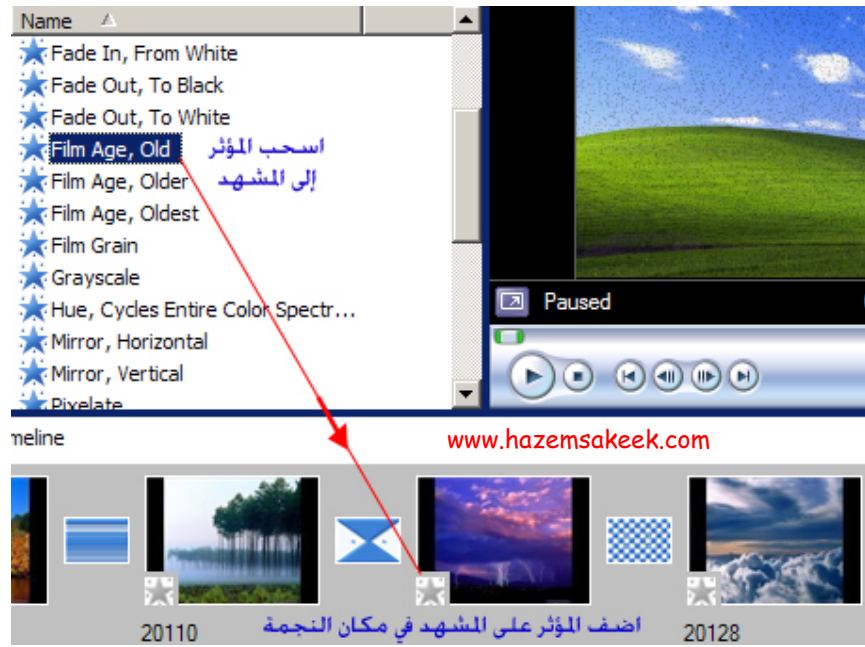 Name
Fade In, From White
Fade Out, To Black
Fade Out, To White
Film Age, Old
اسحب المؤثر
Film Age, Older
إلى المشهد
Film Age, Oldest
Film Grain
Grayscale
Hue, Cycles Entire Color Spectr...
Mirror, Horizontal
Mirror, Vertical
Pixelate
Paused
meline
www.hazemsakeek.com
اضف المؤثر على المشهد في مكان النجمة
20110
20128